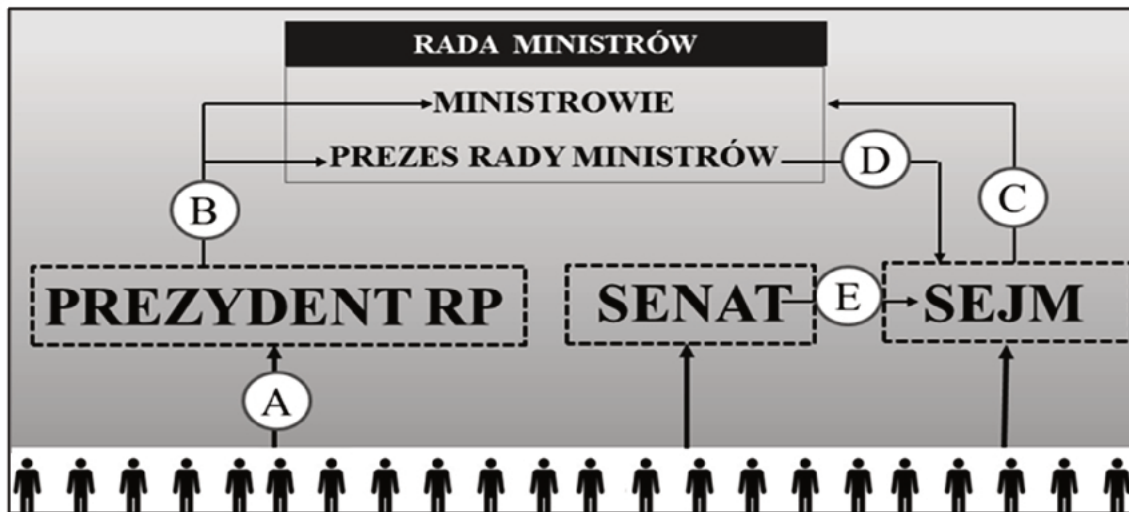 RADA MINISTRÓW
MINISTROWIE
PREZES RADY MINISTRÓW
D
B
C
PREZYDENT RP
SENAT
E
SEJM
A